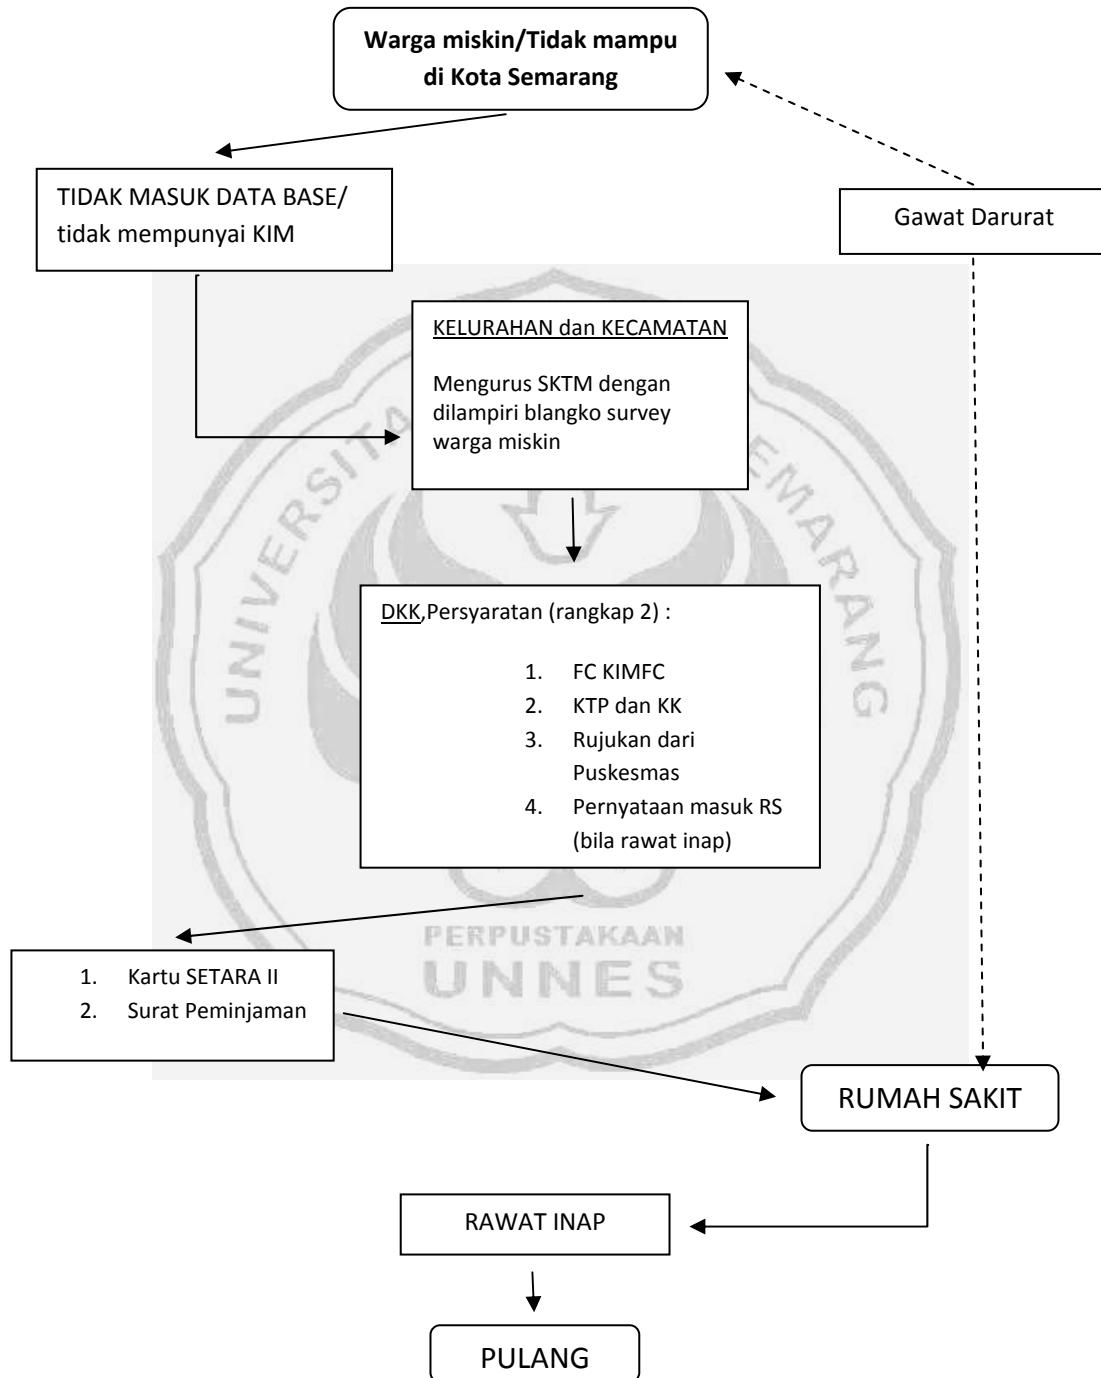 Warga miskin/Tidak mampu
di Kota Semarang
TIDAK MASUK DATA BASE/
tidak mempunyai KIM
Gawat Darurat
KELURAHAN dan KECAMATAN
Mengurus SKTM dengan
dilampiri blangko survey
warga miskin
DKK,Persyaratan (rangkap 2) :
1. FC KIMFC
2. KTP dan KK
3. Rujukan dari
Puskesmas
4. Pernyataan masuk RS
(bila rawat inap)
1. Kartu SETARA II
2. Surat Peminjaman
RUMAH SAKIT
RAWAT INAP
PULANG
UNIVERSITA
SEMARANG
PERPUSTAKAAN
UNNES